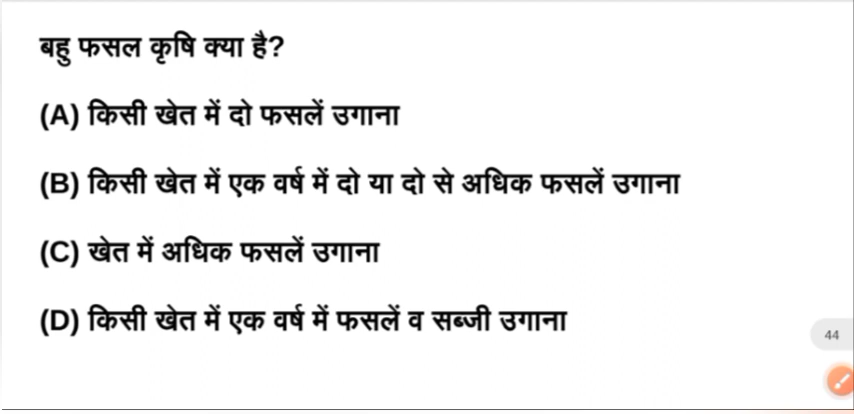 बहु फसल कृषि क्या है?
(A) किसी खेत में दो फसलें उगाना
(B) किसी खेत में एक वर्ष में दो या दो से अधिक फसलें उगाना
(C) खेत में अधिक फसलें उगाना
(D) किसी खेत में एक वर्ष में फसलें व सब्जी उगाना
44